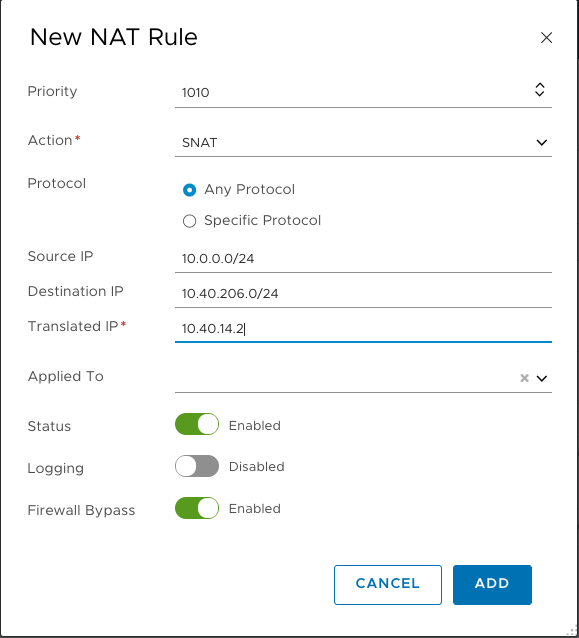 New NAT Rule
Priority 1010
Action* SNAT
Protocol Any Protocol
Specific Protocol
Source IP 10.0.0.0/24
Destination IP 10.40.206.0/24
Translated IP* 10.40.14.2
Applied To
Status Enabled
Logging Disabled
Firewall Bypass Enabled
CANCEL ADD